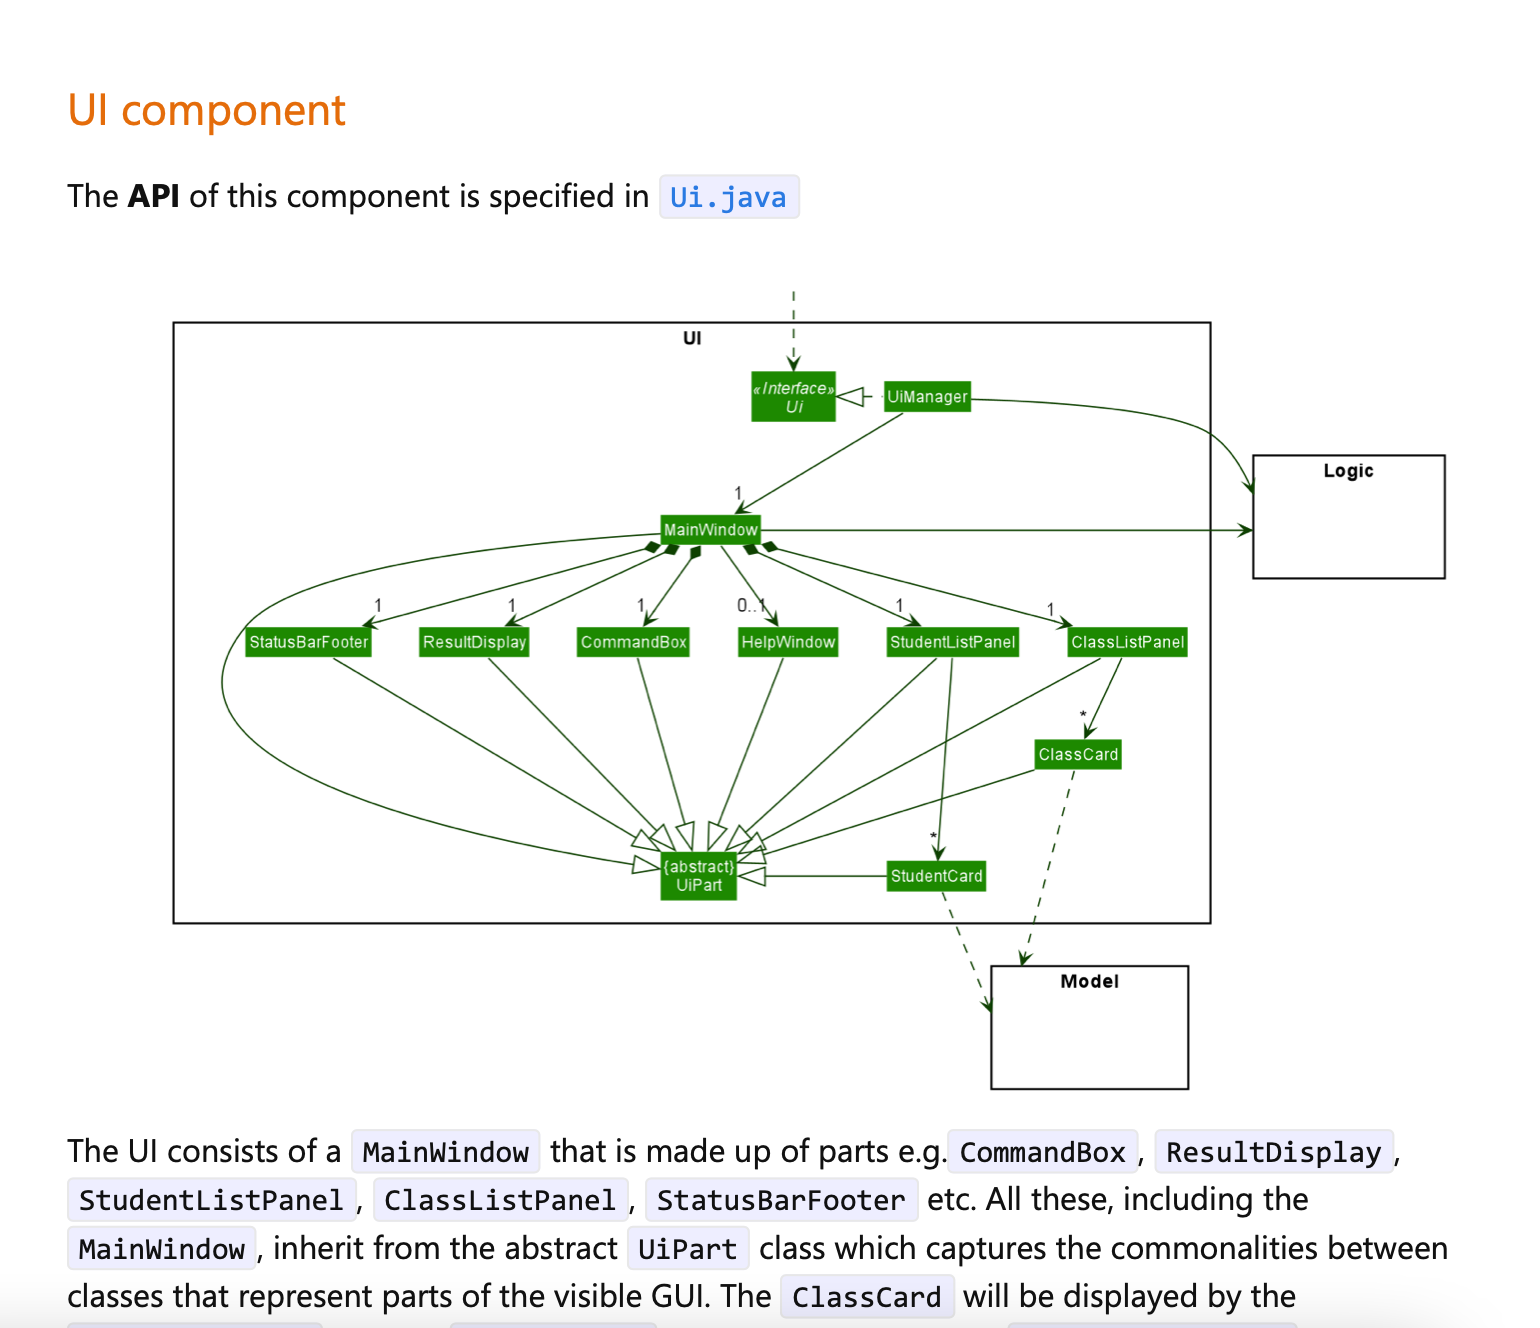 UI component
The API of this component is specified in Ui.java
UI
«Interface»
Ui
UiManager
Logic
1
MainWindow
1
1
1
0..1
1
1
StatusBarFooter
ResultDisplay
CommandBox
HelpWindow
StudentListPanel
ClassListPanel
*
ClassCard
*
{abstract}
UiPart
StudentCard
Model
The UI consists of a MainWindow that is made up of parts e.g. CommandBox, ResultDisplay,
StudentListPanel, ClassListPanel, StatusBarFooter etc. All these, including the
MainWindow, inherit from the abstract UiPart class which captures the commonalities between
classes that represent parts of the visible GUI. The ClassCard will be displayed by the